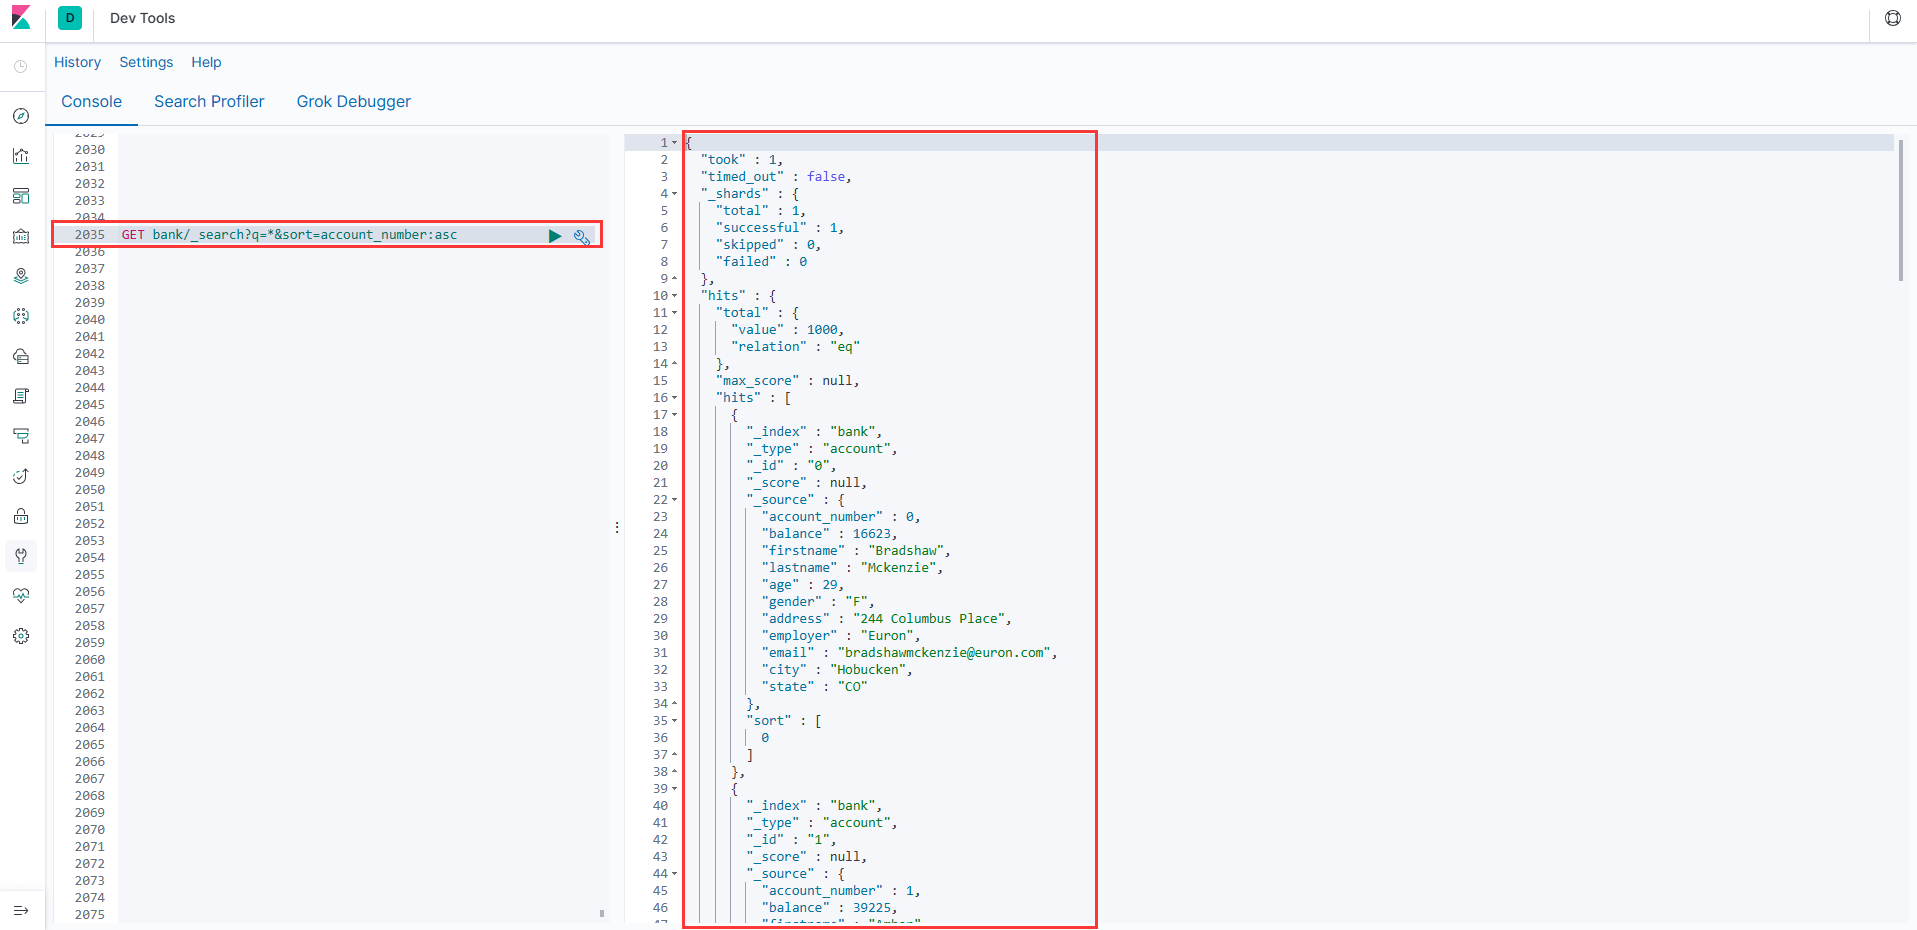 D Dev Tools
History Settings Help
Console Search Profiler Grok Debugger
2029
2030
2031
2032
2033
2034
2035 GET bank/_search?q=*&sort=account_number:asc
2036
2037
2038
2039
2040
2041
2042
2043
2044
2045
2046
2047
2048
2049
2050
2051
2052
2053
2054
2055
2056
2057
2058
2059
2060
2061
2062
2063
2064
2065
2066
2067
2068
2069
2070
2071
2072
2073
2074
2075
1 {
2 "took" : 1,
3 "timed_out" : false,
4 "_shards" : {
5 "total" : 1,
6 "successful" : 1,
7 "skipped" : 0,
8 "failed" : 0
9 },
10 "hits" : {
11 "total" : {
12 "value" : 1000,
13 "relation" : "eq"
14 },
15 "max_score" : null,
16 "hits" : [
17 {
18 "_index" : "bank",
19 "_type" : "account",
20 "_id" : "0",
21 "_score" : null,
22 "_source" : {
23 "account_number" : 0,
24 "balance" : 16623,
25 "firstname" : "Bradshaw",
26 "lastname" : "Mckenzie",
27 "age" : 29,
28 "gender" : "F",
29 "address" : "244 Columbus Place",
30 "employer" : "Euron",
31 "email" : "bradshawmckenzie@euron.com",
32 "city" : "Hobucken",
33 "state" : "CO"
34 },
35 "sort" : [
36 0
37 ]
38 },
39 {
40 "_index" : "bank",
41 "_type" : "account",
42 "_id" : "1",
43 "_score" : null,
44 "_source" : {
45 "account_number" : 1,
46 "balance" : 39225,
47 "firstname" : "Amber"